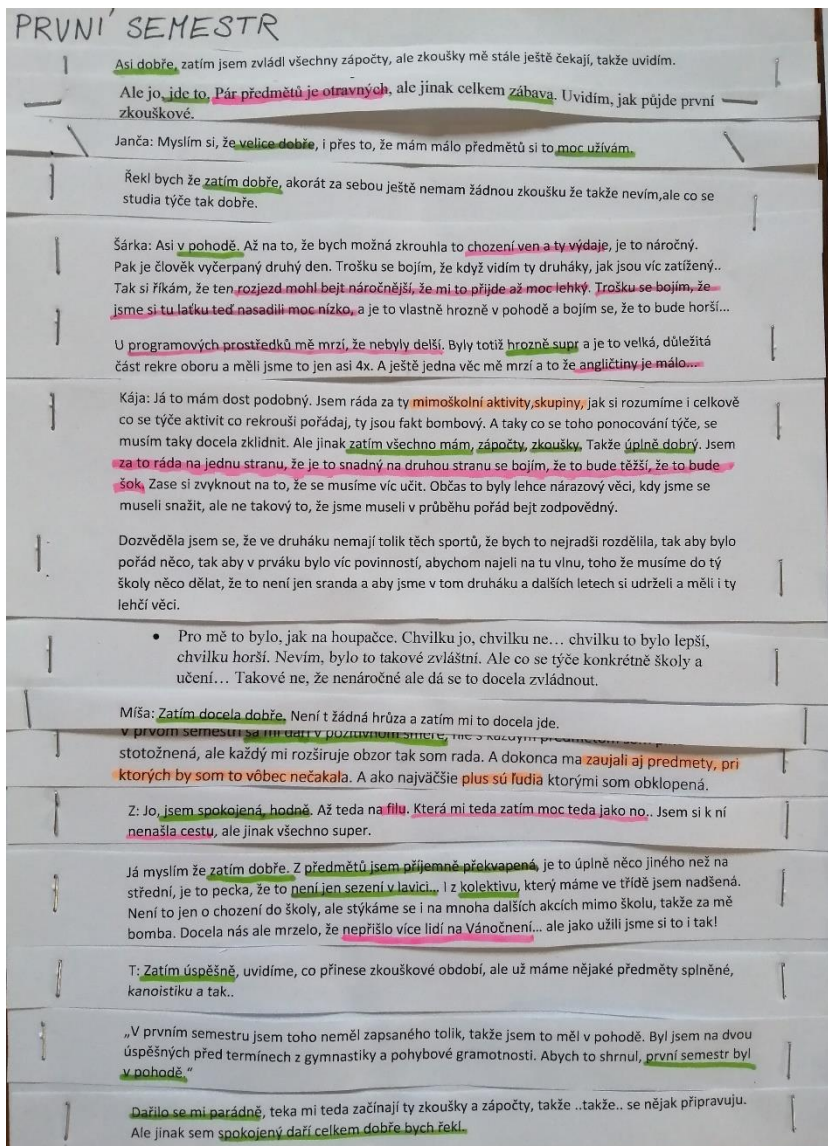 PRVNÍ SEMESTR
Asi dobře, zatím jsem zvládl všechny zápočty, ale zkoušky mě stále ještě čekají, takže uvidím.
Ale jo, jde to. Pár předmětů je otravných, ale jinak celkem zábava. Uvidím, jak půjde první
zkouškové.
Janča: Myslím si, že velice dobře, i přes to, že mám málo předmětů si to moc užívám.
Řekl bych že zatím dobře, akorát za sebou ještě nemam žádnou zkoušku že takže nevím,ale co se
studia týče tak dobře.
Šárka: Asi v pohodě. Až na to, že bych možná zkrouhla to chození ven a ty výdaje, je to náročný.
Pak je člověk vyčerpaný druhý den. Trošku se bojím, že když vidím ty druháky, jak jsou víc zatížený..
Tak si říkám, že ten rozjezd mohl bejt náročnější, že mi to přijde až moc lehký. Trošku se bojím, že
jsme si tu laťku teď nasadili moc nízko, a je to vlastně hrozně v pohodě a bojím se, že to bude horší...
U programových prostředků mě mrzí, že nebyly delší. Byly totiž hrozně supr a je to velká, důležitá
část rekre oboru a měli jsme to jen asi 4x. A ještě jedna věc mě mrzí a to že angličtiny je málo...
Kája: Já to mám dost podobný. Jsem ráda za ty mimoškolní aktivity,skupiny, jak si rozumíme i celkově
co se týče aktivit co rekrouši pořádaj, ty jsou fakt bombový. A taky co se toho ponocování týče, se
musím taky docela zklidnit. Ale jinak zatím všechno mám, zápočty, zkoušky. Takže úplně dobrý. Jsem
za to ráda na jednu stranu, že je to snadný na druhou stranu se bojím, že to bude těžší, že to bude
šok. Zase si zvyknout na to, že se musíme víc učit. Občas to byly lehce nárazový věci, kdy jsme se
museli snažit, ale ne takový to, že jsme museli v průběhu pořád bejt zodpovědný.
Dozvěděla jsem se, že ve druháku nemají tolik těch sportů, že bych to nejradši rozdělila, tak aby bylo
pořád něco, tak aby v prváku bylo víc povinností, abychom najeli na tu vlnu, toho že musíme do tý
školy něco dělat, že to není jen sranda a aby jsme v tom druháku a dalších letech si udrželi a měli i ty
lehčí věci.
• Pro mě to bylo, jak na houpačce. Chvilku jo, chvilku ne… chvilku to bylo lepší,
chvilku horší. Nevím, bylo to takové zvláštní. Ale co se týče konkrétně školy a
učení… Takové ne, že nenáročné ale dá se to docela zvládnout.
Míša: Zatím docela dobře. Není t žádná hrůza a zatím mi to docela jde.
V prvom semestri sa mi darí v pozitívnom smere, nie s každým
stotožnená, ale každý mi rozširuje obzor tak som rada. A dokonca ma zaujali aj predmety, pri
ktorých by som to vôbec nečakala. A ako najväčšie plus sú ľudia ktorými som obklopená.
Z: Jo, jsem spokojená, hodně. Až teda na filu. Která mi teda zatím moc teda jako no.. Jsem si k ní
nenašla cestu, ale jinak všechno super.
Já myslím že zatím dobře. Z předmětů jsem příjemně překvapená, je to úplně něco jiného než na
střední, je to pecka, že to není jen sezení v lavici... I z kolektivu, který máme ve třídě jsem nadšená.
Není to jen o chození do školy, ale stýkáme se i na mnoha dalších akcích mimo školu, takže za mě
bomba. Docela nás ale mrzelo, že nepřišlo více lidí na Vánočnení... ale jako užili jsme si to i tak!
T: Zatím úspěšně, uvidíme, co přinese zkouškové období, ale už máme nějaké předměty splněné,
kanoistiku a tak..
„V prvním semestru jsem toho neměl zapsaného tolik, takže jsem to měl v pohodě. Byl jsem na dvou
úspěšných před termínech z gymnastiky a pohybové gramotnosti. Abych to shrnul, první semestr byl
v pohodě.“
Dařilo se mi parádně, teka mi teda začínají ty zkoušky a zápočty, takže ..takže.. se nějak připravuju.
Ale jinak sem spokojený daří celkem dobře bych řekl.